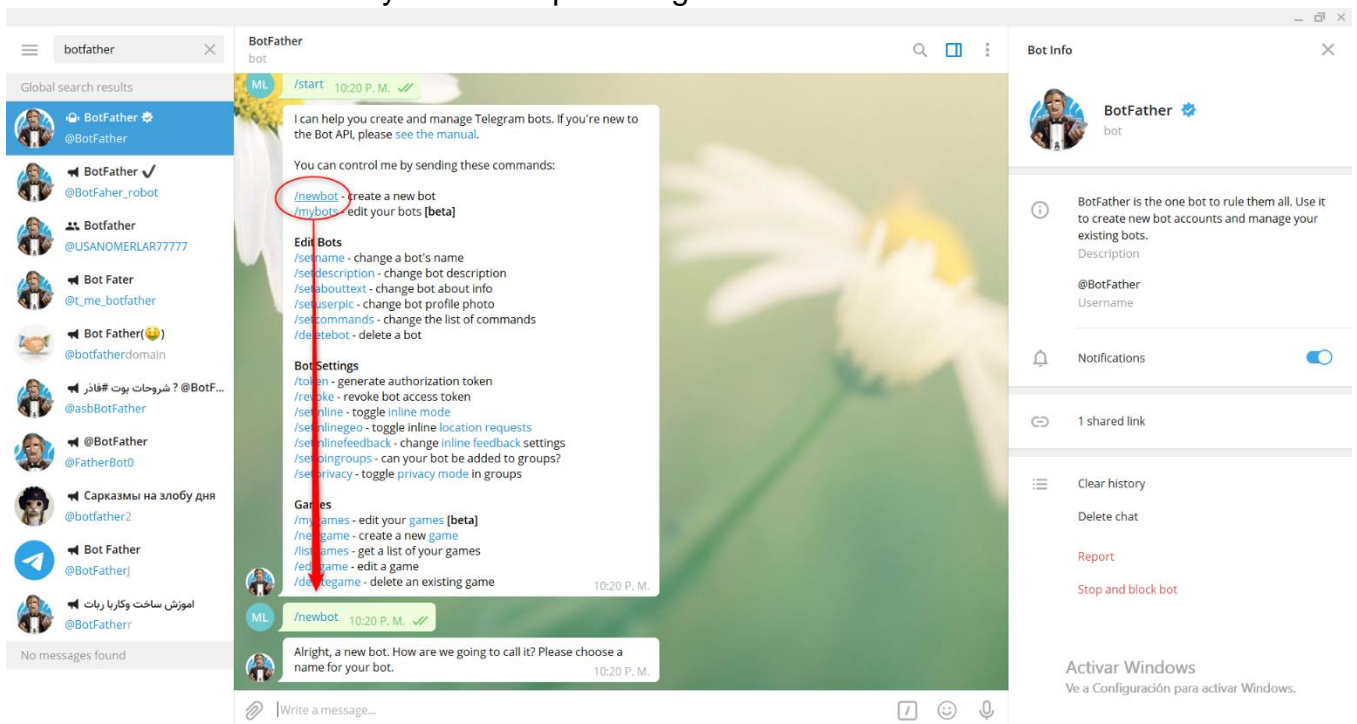 botfather
Global search results
BotFather
@BotFather
BotFather
@BotFaher_robot
Botfather
@USANOMERLAR77777
Bot Fater
@t_me_botfather
Bot Father(🤑)
@botfatherdomain
@BotF... ? شروحات بوت #فاذر
@asbBotFather
@BotFather
@FatherBot0
Сарказмы на злобу дня
@botfather2
Bot Father
@BotFatherJ
اموزش ساخت وکاربا ربات
@BotFatherr
No messages found
BotFather
bot
ML
/start 10:20 P. M.
I can help you create and manage Telegram bots. If you're new to
the Bot API, please see the manual.
You can control me by sending these commands:
/newbot - create a new bot
/mybots - edit your bots [beta]
Edit Bots
/setname - change a bot's name
/setdescription - change bot description
/setabouttext - change bot about info
/setuserpic - change bot profile photo
/setcommands - change the list of commands
/deletebot - delete a bot
Bot Settings
/token - generate authorization token
/revoke - revoke bot access token
/setinline - toggle inline mode
/setinlinegeo - toggle inline location requests
/setinlinefeedback - change inline feedback settings
/setjoingroups - can your bot be added to groups?
/setprivacy - toggle privacy mode in groups
Games
/mygames - edit your games [beta]
/newgame - create a new game
/listgames - get a list of your games
/editgame - edit a game
/deletegame - delete an existing game
10:20 P. M.
ML
/newbot 10:20 P. M.
Alright, a new bot. How are we going to call it? Please choose a
name for your bot.
10:20 P. M.
Write a message...
Bot Info
BotFather
bot
BotFather is the one bot to rule them all. Use it
to create new bot accounts and manage your
existing bots.
Description
@BotFather
Username
Notifications
1 shared link
Clear history
Delete chat
Report
Stop and block bot
Activar Windows
Ve a Configuración para activar Windows.